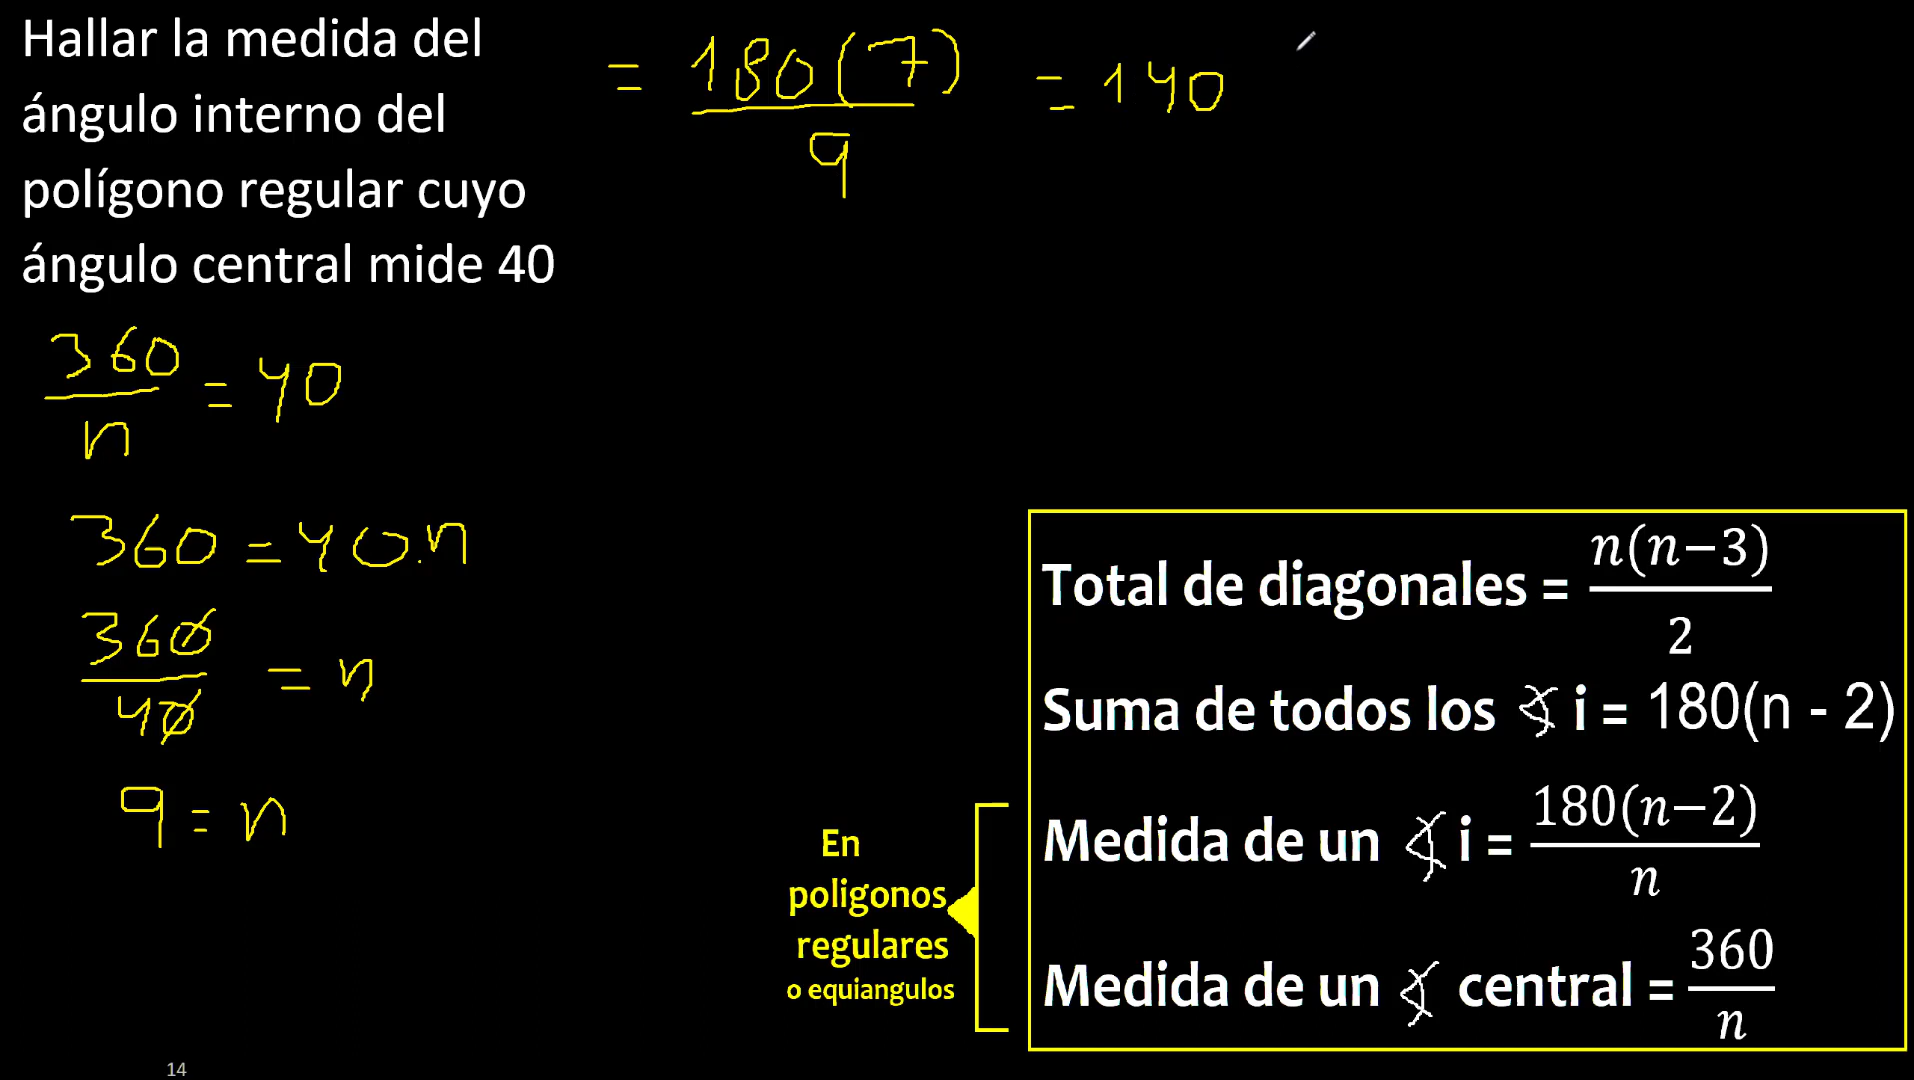 Hallar la medida del
ángulo interno del
polígono regular cuyo
ángulo central mide 40
= 180(7)/9 = 140
360/n = 40
360 = 40.n
360/40 = n
9 = n
En
poligonos
regulares
o equiangulos
Total de diagonales = n(n−3)/2
Suma de todos los ∢ i = 180(n - 2)
Medida de un ∢ i = 180(n−2)/n
Medida de un ∢ central = 360/n
14